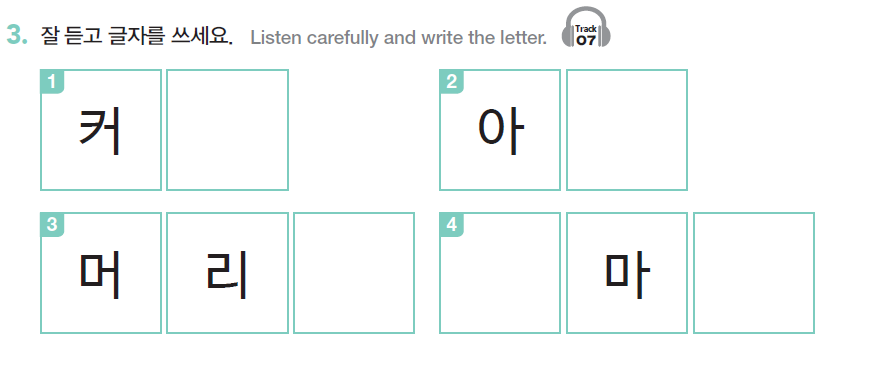 3. 잘 듣고 글자를 쓰세요. Listen carefully and write the letter. Track 07
1 커
2 아
3 머 리
4 마